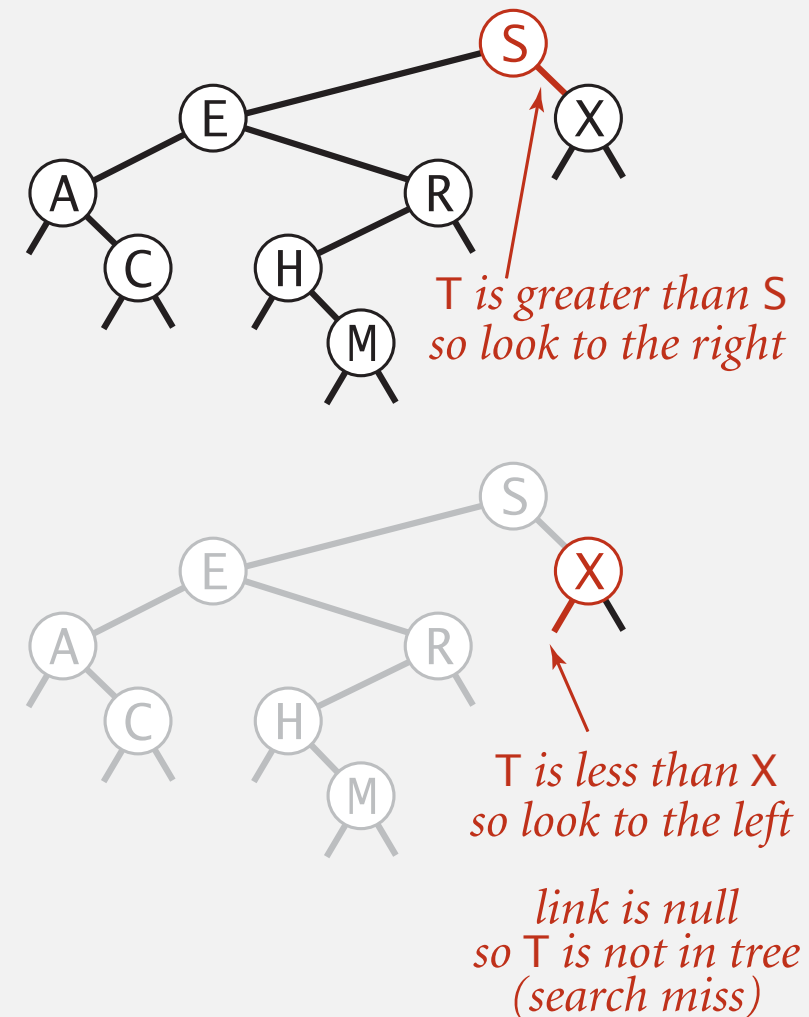 S
E
X
A
R
C
H
T is greater than S
so look to the right
M
S
E
X
A
R
C
H
T is less than X
so look to the left
M
link is null
so T is not in tree
(search miss)